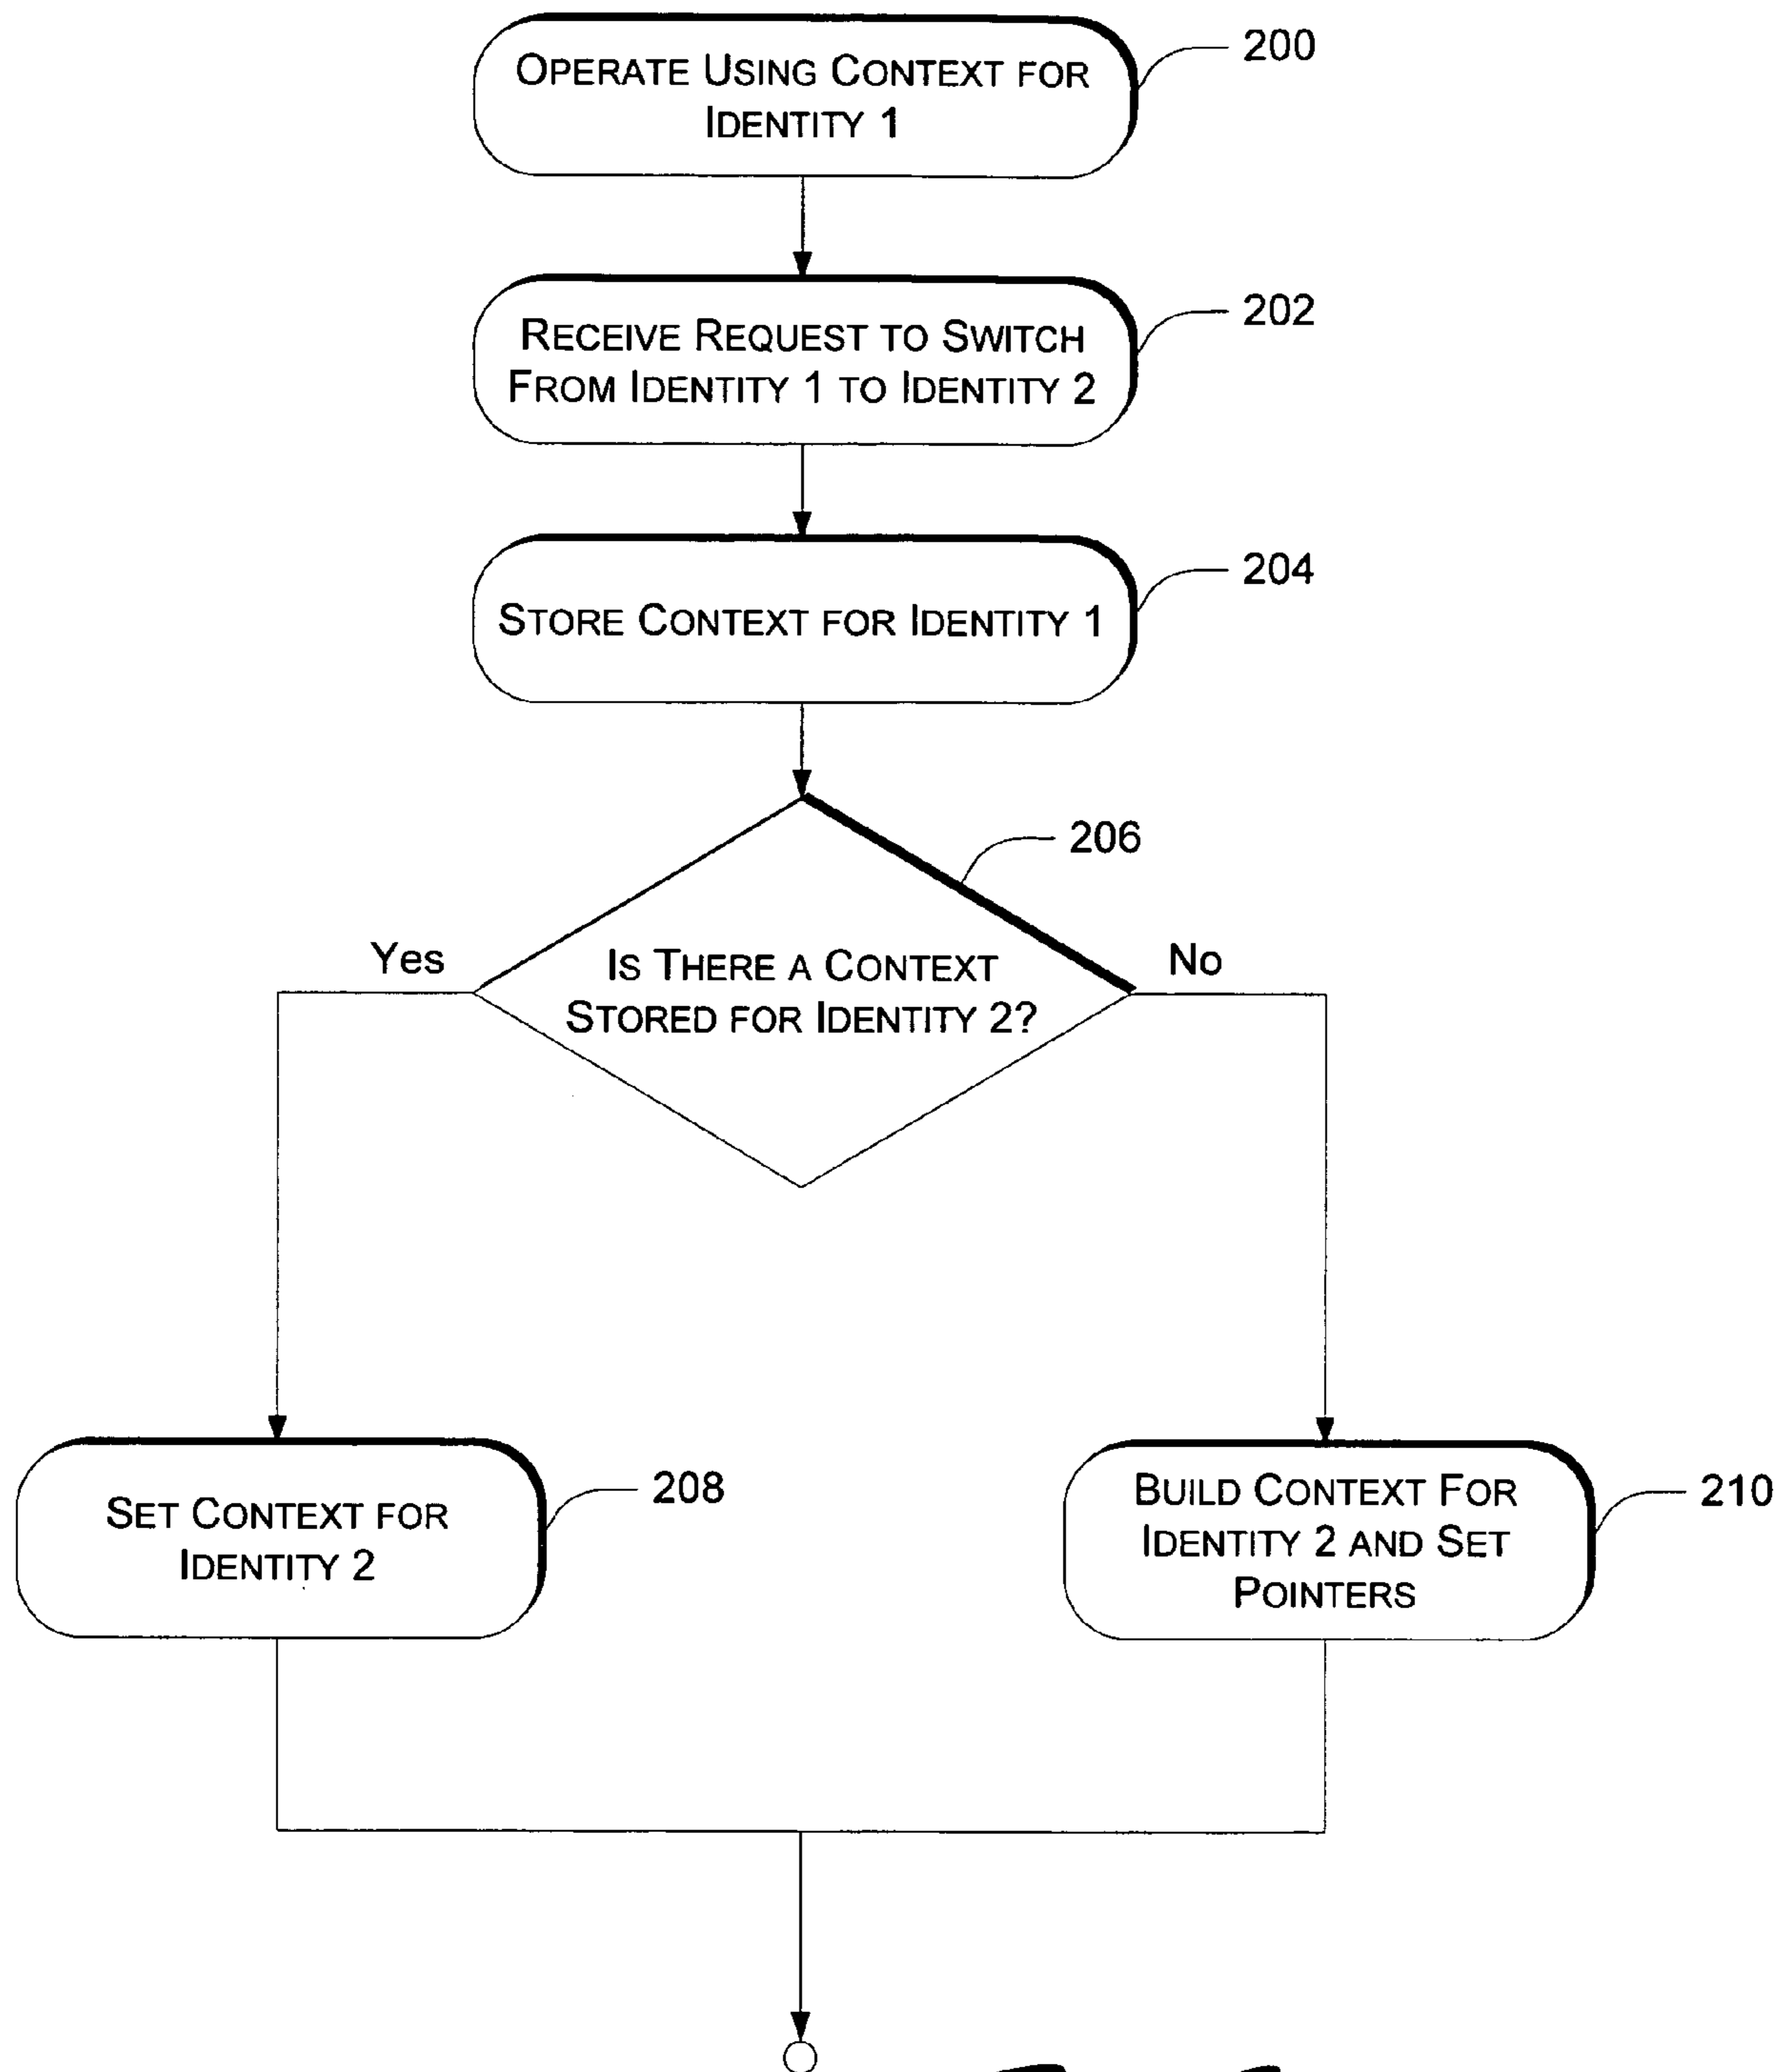 OPERATE USING CONTEXT FOR
IDENTITY 1
200
RECEIVE REQUEST TO SWITCH
FROM IDENTITY 1 TO IDENTITY 2
202
STORE CONTEXT FOR IDENTITY 1
204
206
Yes
IS THERE A CONTEXT
STORED FOR IDENTITY 2?
No
SET CONTEXT FOR
IDENTITY 2
208
BUILD CONTEXT FOR
IDENTITY 2 AND SET
POINTERS
210